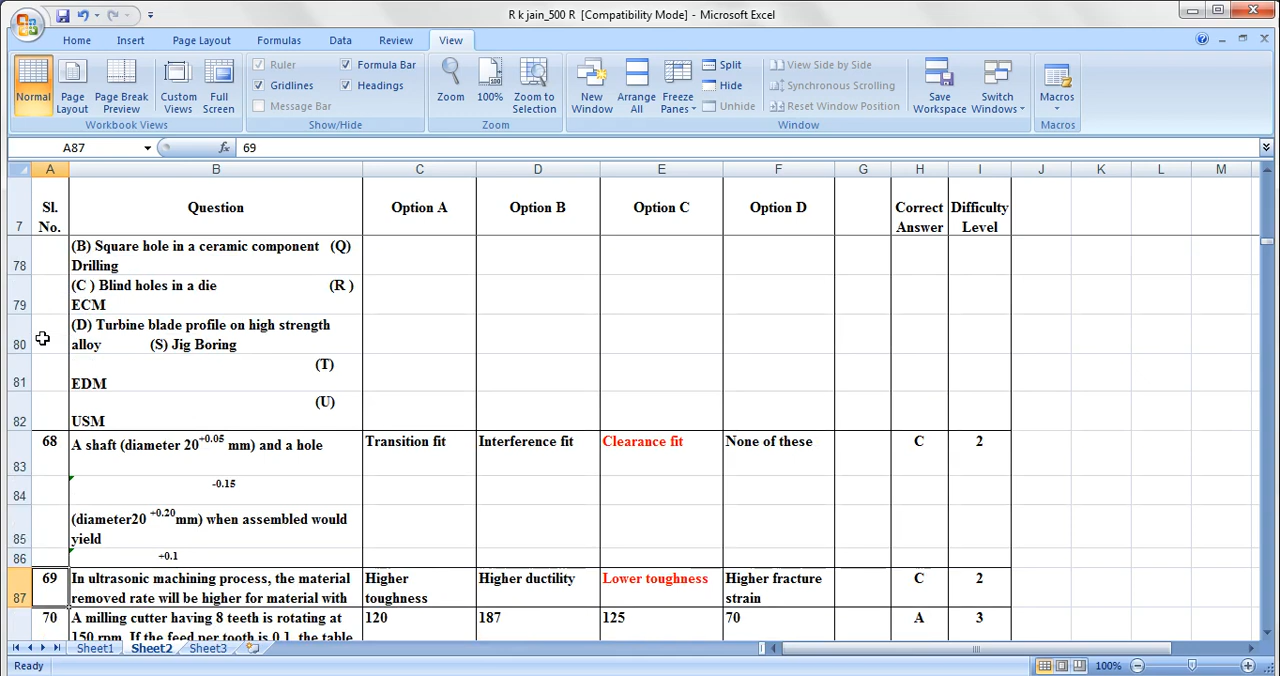 R k jain_500 R [Compatibility Mode] - Microsoft Excel
Home Insert Page Layout Formulas Data Review View
Normal
Page Layout
Page Break Preview
Custom Views
Full Screen
Workbook Views
Ruler
Formula Bar
Gridlines
Headings
Message Bar
Show/Hide
Zoom
100%
Zoom to Selection
Zoom
New Window
Arrange All
Freeze Panes
Split
Hide
Unhide
View Side by Side
Synchronous Scrolling
Reset Window Position
Save Workspace
Switch Windows
Window
Macros
Macros
A87 fx 69
A B C D E F G H I J K L M
7 Sl. No. Question Option A Option B Option C Option D Correct Answer Difficulty Level
78 (B) Square hole in a ceramic component (Q)
Drilling
79 (C ) Blind holes in a die (R )
ECM
80 (D) Turbine blade profile on high strength
alloy (S) Jig Boring
81 (T)
EDM
82 (U)
USM
83 68 A shaft (diameter 20+0.05 mm) and a hole Transition fit Interference fit Clearance fit None of these C 2
84 -0.15
85 (diameter20 +0.20mm) when assembled would
yield
86 +0.1
87 69 In ultrasonic machining process, the material Higher Higher ductility Lower toughness Higher fracture C 2
removed rate will be higher for material with toughness strain
70 A milling cutter having 8 teeth is rotating at 120 187 125 70 A 3
150 rpm. If the feed per tooth is 0.1, the table
Sheet1 Sheet2 Sheet3
Ready 100%